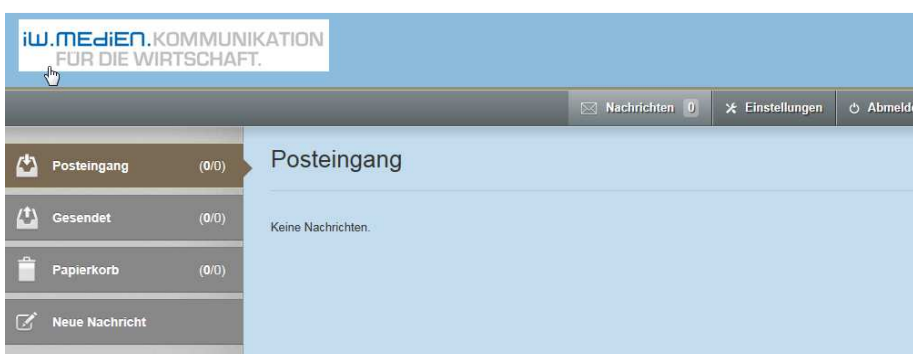 iW.MEdiEn.KOMMUNIKATION
FÜR DIE WIRTSCHAFT.
Nachrichten 0
Einstellungen
Abmelde
Posteingang (0/0)
Posteingang
Gesendet (0/0)
Keine Nachrichten.
Papierkorb (0/0)
Neue Nachricht